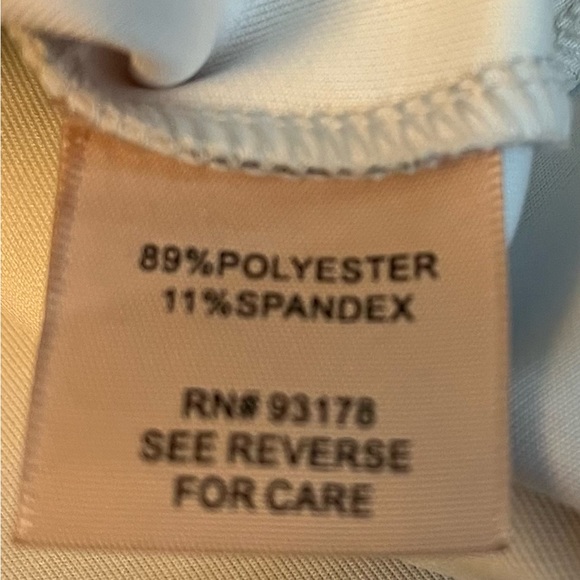 89%POLYESTER
11%SPANDEX
RN# 93178
SEE REVERSE
FOR CARE